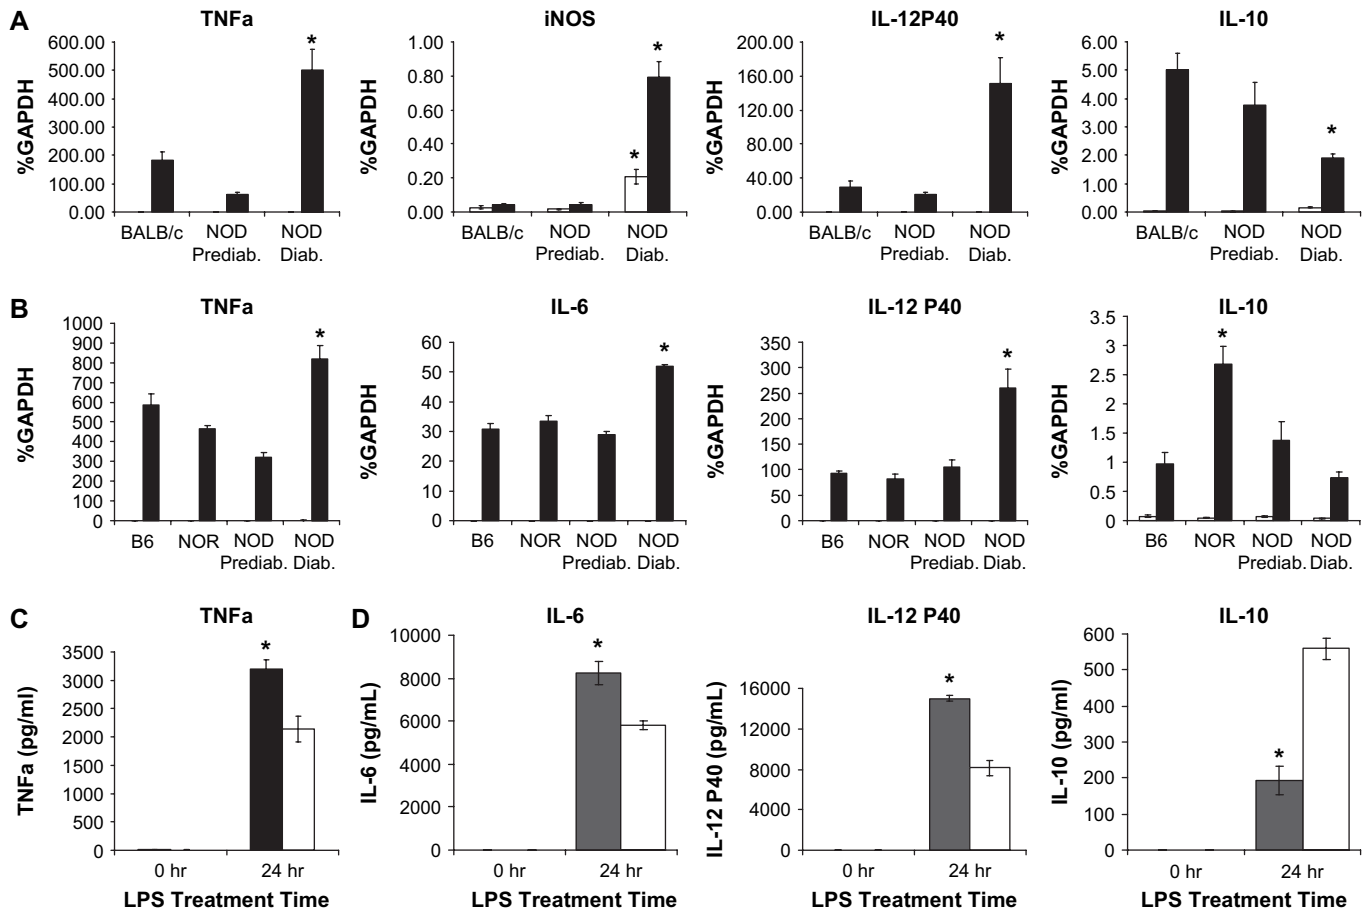 A
TNFa
%GAPDH
600.00
500.00
400.00
300.00
200.00
100.00
0.00
*
BALB/c
NOD Prediab.
NOD Diab.
iNOS
%GAPDH
1.00
0.80
0.60
0.40
0.20
0.00
*
*
BALB/c
NOD Prediab.
NOD Diab.
IL-12P40
%GAPDH
200.00
160.00
120.00
80.00
40.00
0.00
*
BALB/c
NOD Prediab.
NOD Diab.
IL-10
%GAPDH
6.00
5.00
4.00
3.00
2.00
1.00
0.00
*
BALB/c
NOD Prediab.
NOD Diab.
B
TNFa
%GAPDH
1000
900
800
700
600
500
400
300
200
100
0
*
B6
NOR
NOD Prediab.
NOD Diab.
IL-6
%GAPDH
60
50
40
30
20
10
0
*
B6
NOR
NOD Prediab.
NOD Diab.
IL-12 P40
%GAPDH
350
300
250
200
150
100
50
0
*
B6
NOR
NOD Prediab.
NOD Diab.
IL-10
%GAPDH
3.5
3
2.5
2
1.5
1
0.5
0
*
B6
NOR
NOD Prediab.
NOD Diab.
C
TNFa
TNFa (pg/ml)
3500
3000
2500
2000
1500
1000
500
0
*
0 hr
24 hr
LPS Treatment Time
D
IL-6
IL-6 (pg/mL)
10000
8000
6000
4000
2000
0
*
0 hr
24 hr
LPS Treatment Time
IL-12 P40
IL-12 P40 (pg/mL)
16000
12000
8000
4000
0
*
0 hr
24 hr
LPS Treatment Time
IL-10
IL-10 (pg/ml)
600
500
400
300
200
100
0
*
0 hr
24 hr
LPS Treatment Time